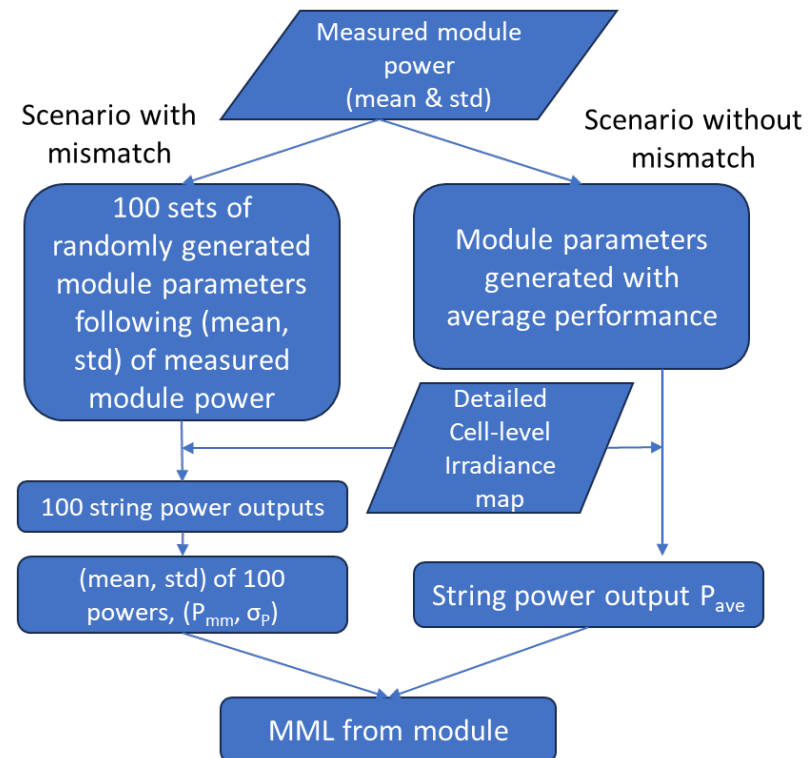 Measured module
power
(mean & std)
Scenario with
mismatch
Scenario without
mismatch
100 sets of
randomly generated
module parameters
following (mean,
std) of measured
module power
Module parameters
generated with
average performance
Detailed
Cell-level
Irradiance
map
100 string power outputs
(mean, std) of 100
powers, (Pmm, σP)
String power output Pave
MML from module